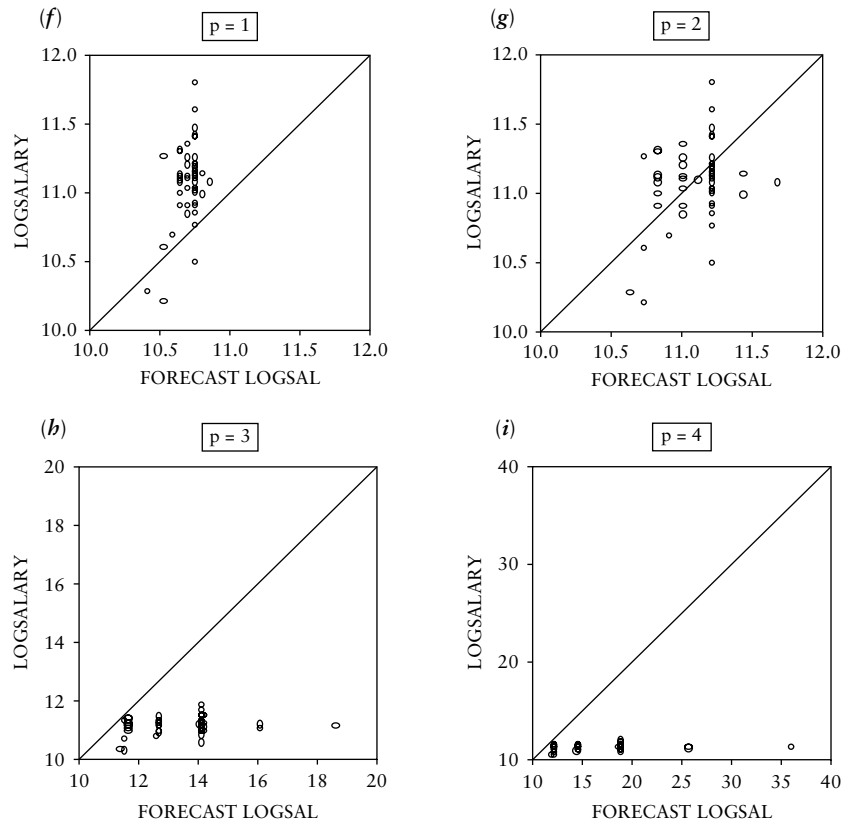 (f)
p = 1
12.0
11.5
11.0
10.5
10.0
10.0 10.5 11.0 11.5 12.0
LOGSALARY
FORECAST LOGSAL
(g)
p = 2
12.0
11.5
11.0
10.5
10.0
10.0 10.5 11.0 11.5 12.0
LOGSALARY
FORECAST LOGSAL
(h)
p = 3
20
18
16
14
12
10
10 12 14 16 18 20
LOGSALARY
FORECAST LOGSAL
(i)
p = 4
40
30
20
10
10 15 20 25 30 35 40
LOGSALARY
FORECAST LOGSAL